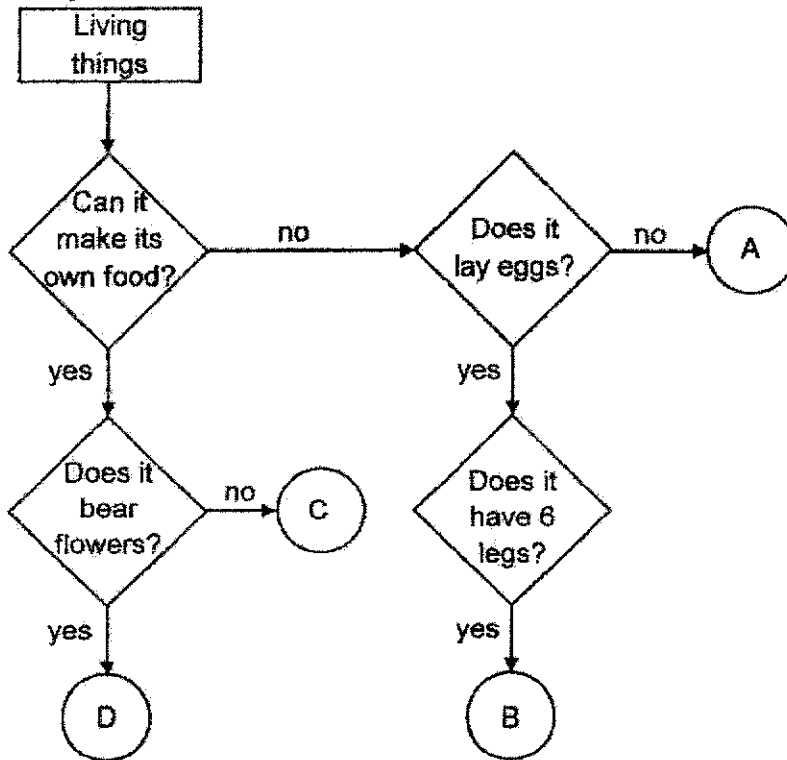 Living
things
Can it
make its
own food?
no
Does it
lay eggs?
no
A
yes
yes
Does it
bear
flowers?
no
C
Does it
have 6
legs?
yes
yes
D
B